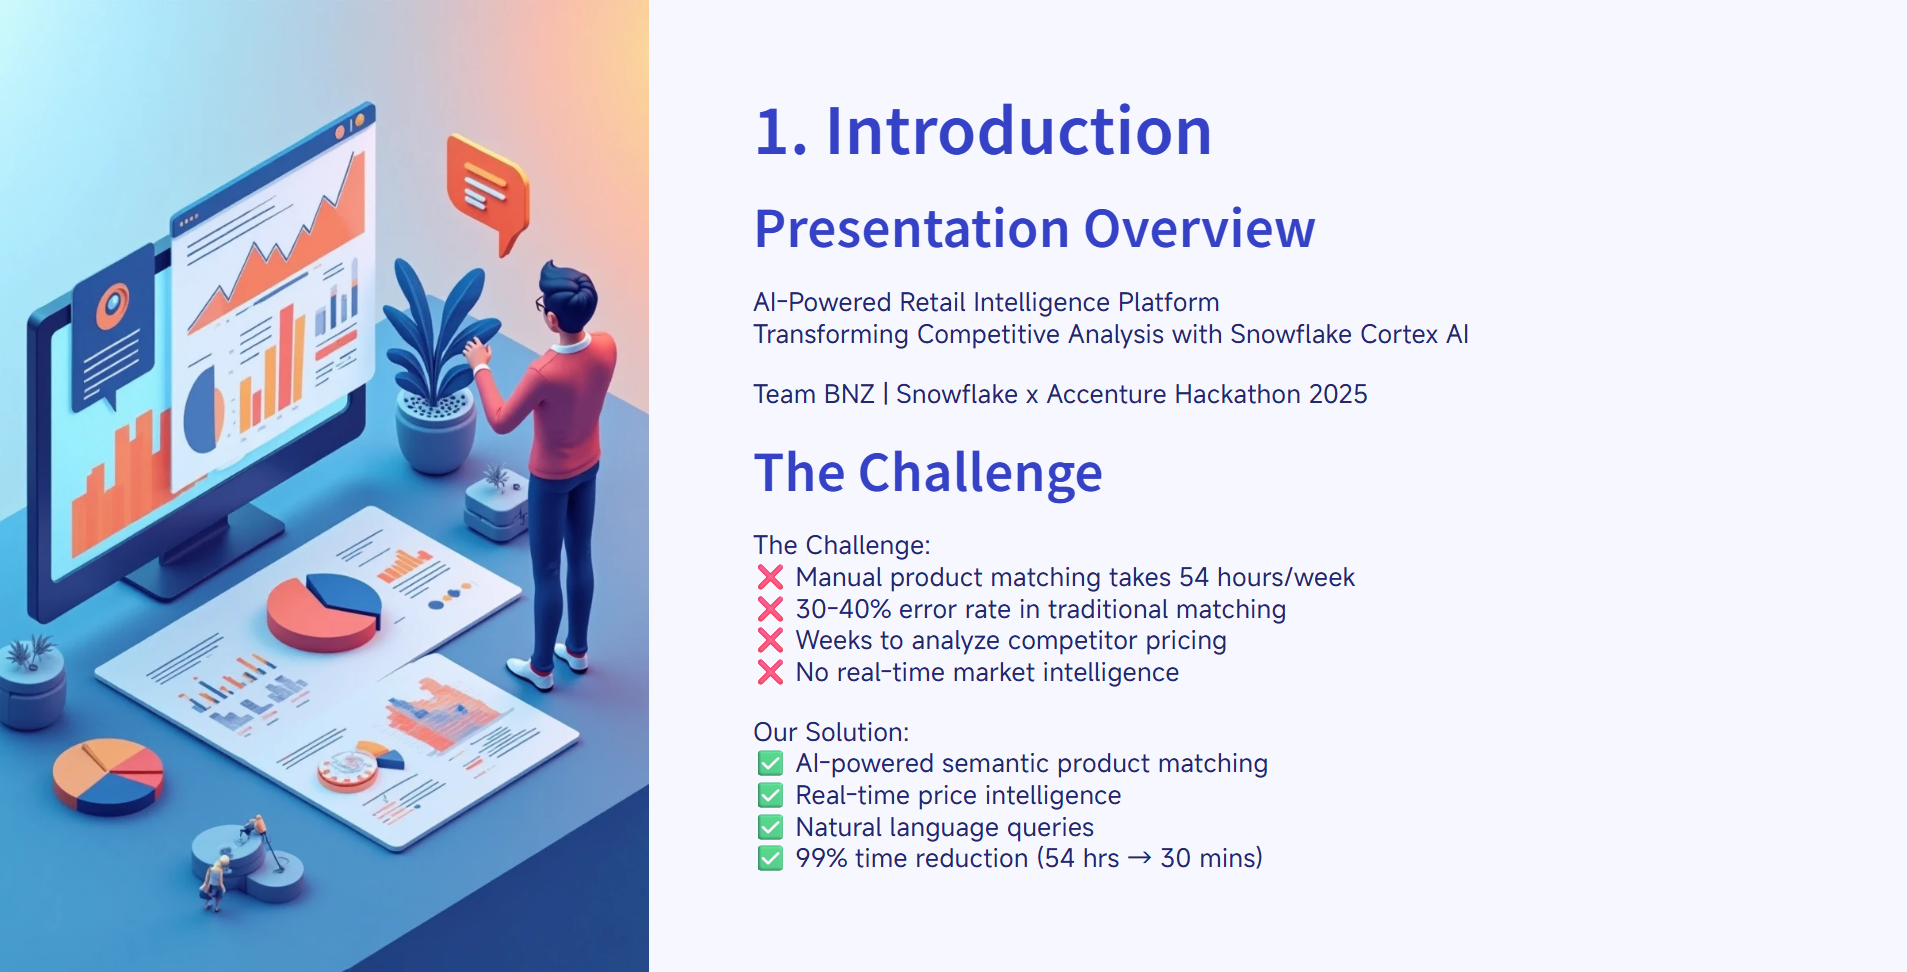 1. Introduction
Presentation Overview
AI-Powered Retail Intelligence Platform
Transforming Competitive Analysis with Snowflake Cortex AI
Team BNZ | Snowflake x Accenture Hackathon 2025
The Challenge
The Challenge:
❌ Manual product matching takes 54 hours/week
❌ 30-40% error rate in traditional matching
❌ Weeks to analyze competitor pricing
❌ No real-time market intelligence
Our Solution:
✅ AI-powered semantic product matching
✅ Real-time price intelligence
✅ Natural language queries
✅ 99% time reduction (54 hrs → 30 mins)